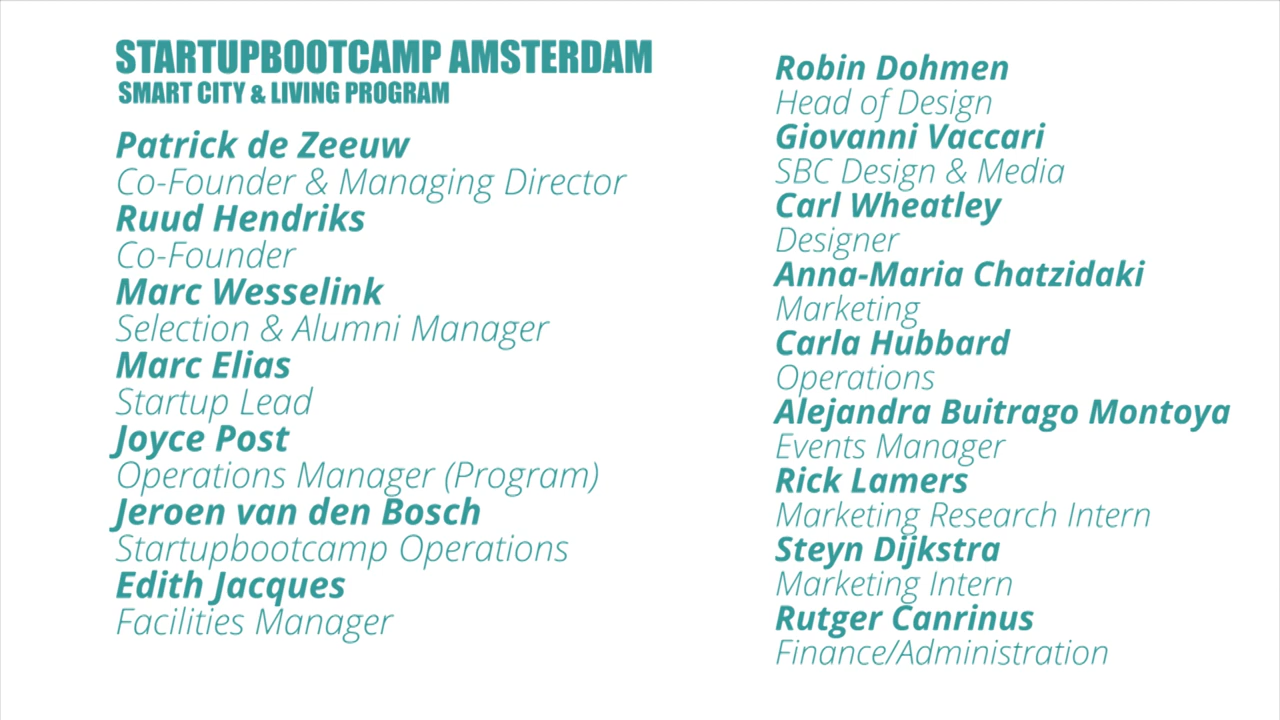 STARTUPBOOTCAMP AMSTERDAM
SMART CITY & LIVING PROGRAM
Patrick de Zeeuw
Co-Founder & Managing Director
Ruud Hendriks
Co-Founder
Marc Wesselink
Selection & Alumni Manager
Marc Elias
Startup Lead
Joyce Post
Operations Manager (Program)
Jeroen van den Bosch
Startupbootcamp Operations
Edith Jacques
Facilities Manager
Robin Dohmen
Head of Design
Giovanni Vaccari
SBC Design & Media
Carl Wheatley
Designer
Anna-Maria Chatzidaki
Marketing
Carla Hubbard
Operations
Alejandra Buitrago Montoya
Events Manager
Rick Lamers
Marketing Research Intern
Steyn Dijkstra
Marketing Intern
Rutger Canrinus
Finance/Administration